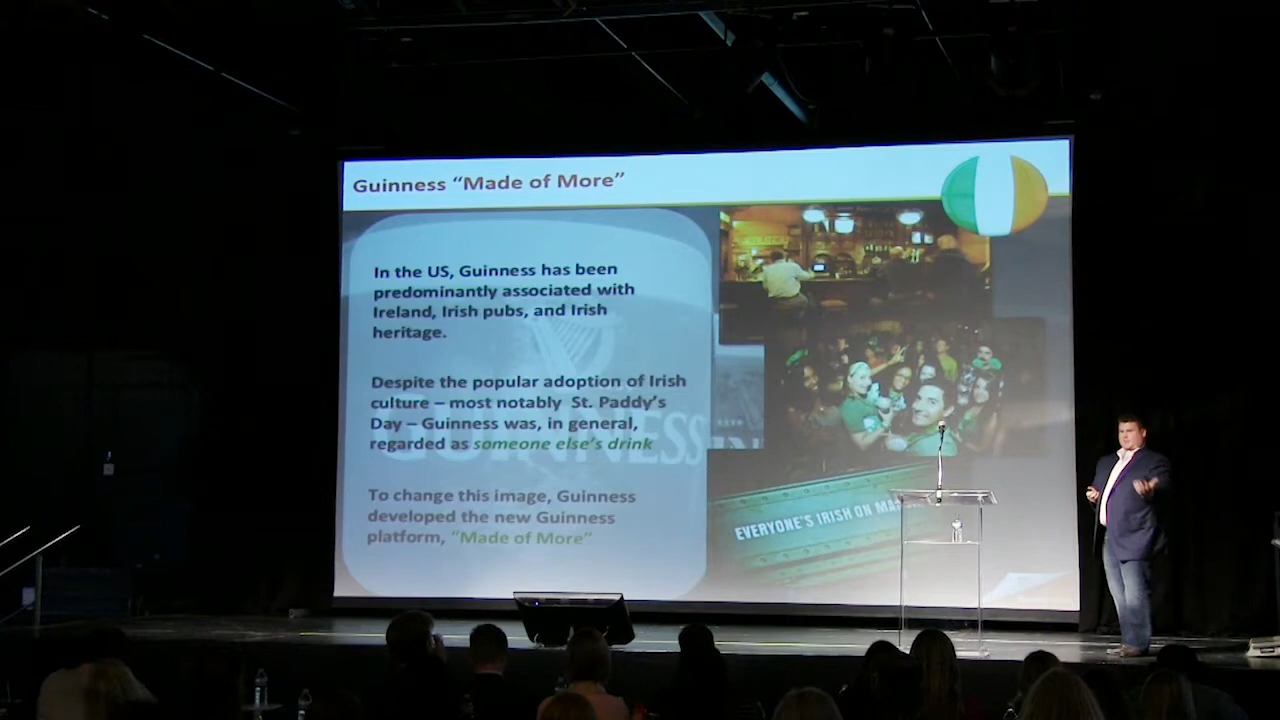 Guinness “Made of More”
In the US, Guinness has been
predominantly associated with
Ireland, Irish pubs, and Irish
heritage.
Despite the popular adoption of Irish
culture – most notably St. Paddy’s
Day – Guinness was, in general,
regarded as someone else’s drink
To change this image, Guinness
developed the new Guinness
platform, “Made of More”
GUINNESS
EVERYONE'S IRISH ON